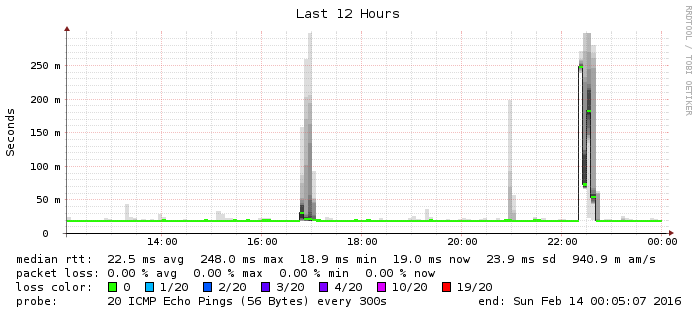 Last 12 Hours
RRDTOOL / TOBI OETIKER
Seconds
250 m
200 m
150 m
100 m
50 m
0
14:00 16:00 18:00 20:00 22:00 00:00
median rtt: 22.5 ms avg 248.0 ms max 18.9 ms min 19.0 ms now 23.9 ms sd 940.9 m am/s
packet loss: 0.00 % avg 0.00 % max 0.00 % min 0.00 % now
loss color: 0 1/20 2/20 3/20 4/20 10/20 19/20
probe: 20 ICMP Echo Pings (56 Bytes) every 300s end: Sun Feb 14 00:05:07 2016